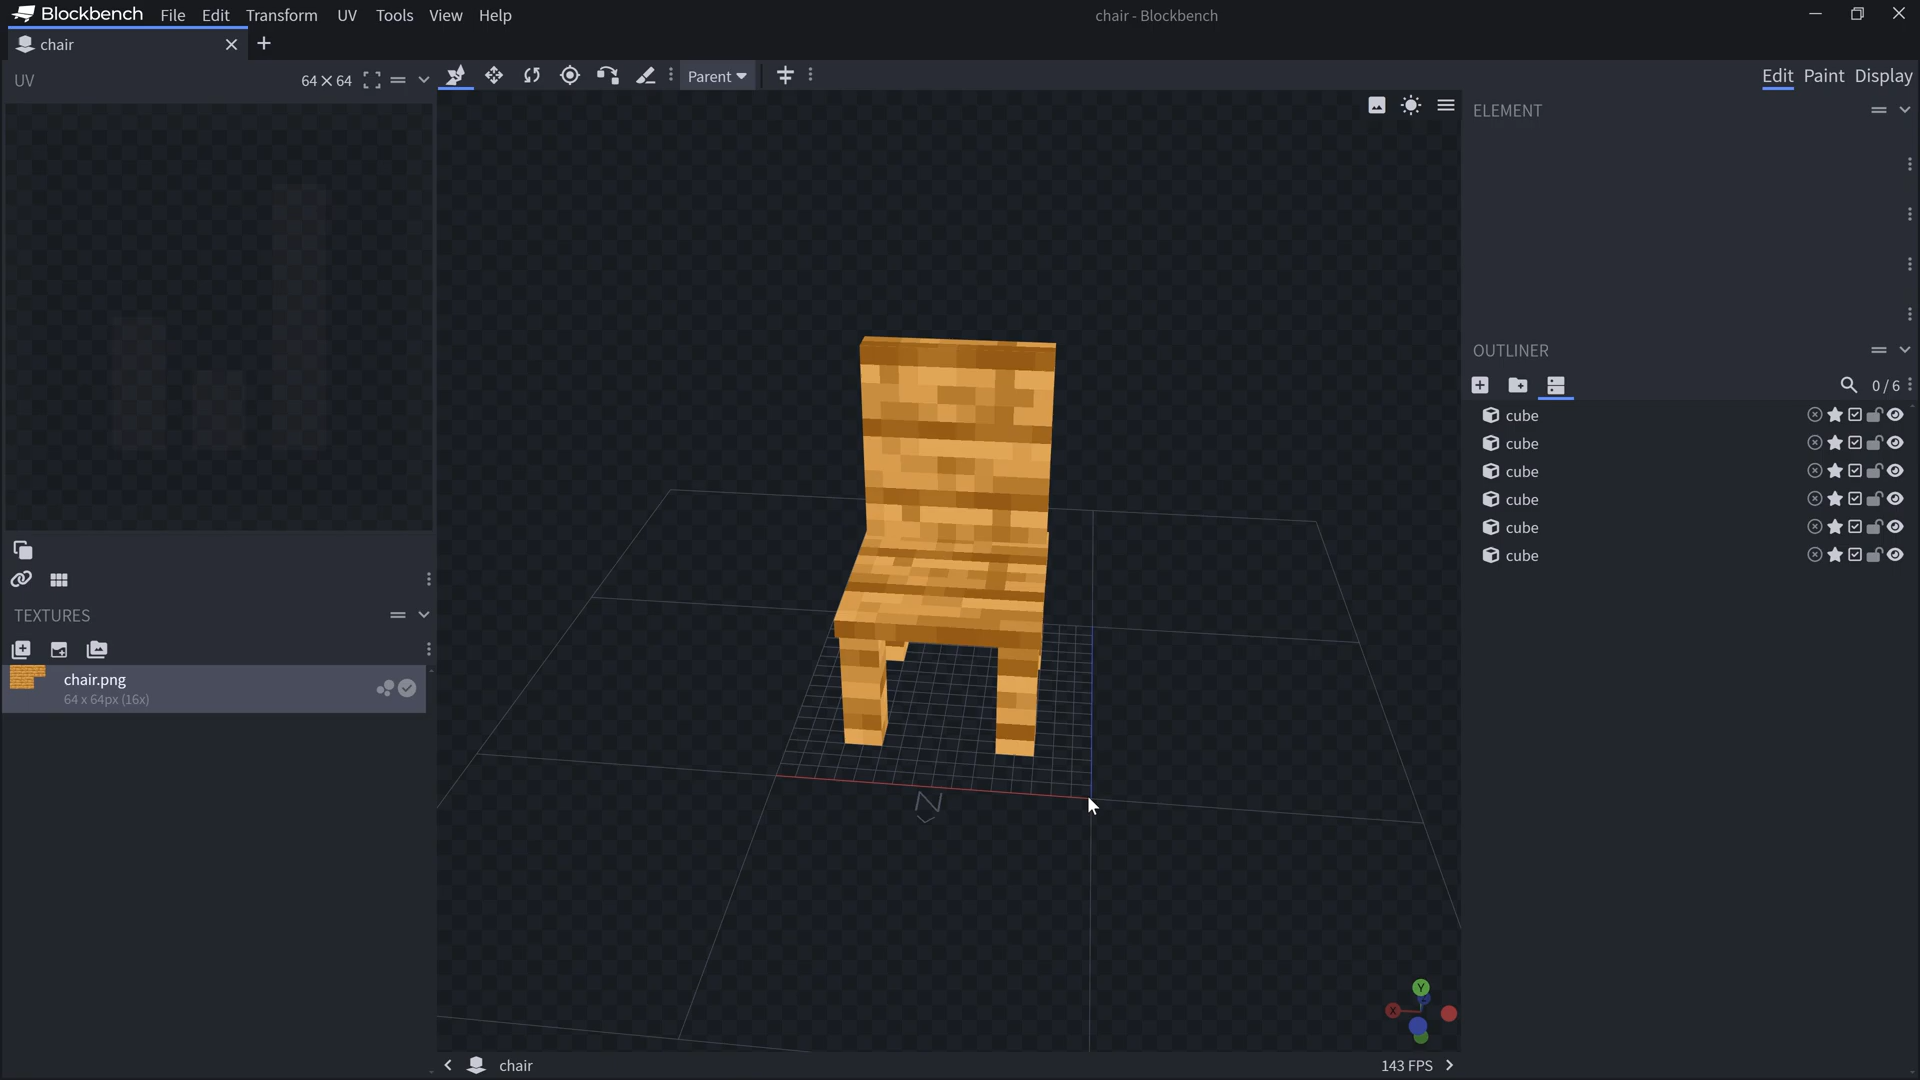 Blockbench File Edit Transform UV Tools View Help
chair - Blockbench
chair
UV 64×64
Parent
Edit Paint Display
ELEMENT
OUTLINER
0 / 6
cube
cube
cube
cube
cube
cube
TEXTURES
chair.png
64 x 64px (16x)
N
Y
X
chair
143 FPS